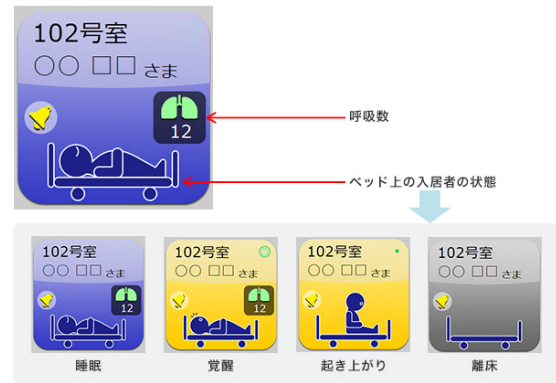 102号室
○○ □□ さま
12
呼吸数
ベッド上の入居者の状態
102号室
○○ □□ さま
12
睡眠
102号室
○○ □□ さま
12
覚醒
102号室
○○ □□ さま
起き上がり
102号室
○○ □□ さま
離床